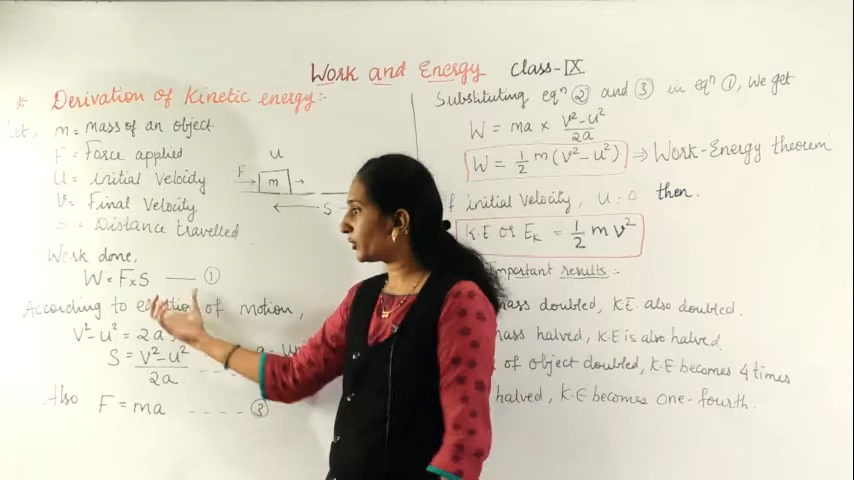 Work and Energy Class-IX
* Derivation of Kinetic energy:-
Let, m = mass of an object.
F = Force applied
U = initial Velocity
V = Final Velocity
S = Distance travelled
Work done,
W = F x S —— ①
According to equation of motion,
V² - u² = 2a
S = V² - u² / 2a
Also F = ma ---- ③
U
F → m →
← S
a = uni
Substituting eqⁿ ② and ③ in eqⁿ ①, we get
W = ma x V² - u² / 2a
W = 1/2 m (V² - u²) ⇒ Work-Energy theorem
If initial velocity, U = 0 then.
K.E or Eₖ = 1/2 m v²
Important results:
mass doubled, K.E. also doubled.
mass halved, K.E is also halved.
of object doubled, K.E becomes 4 times
halved, K.E becomes one-fourth.